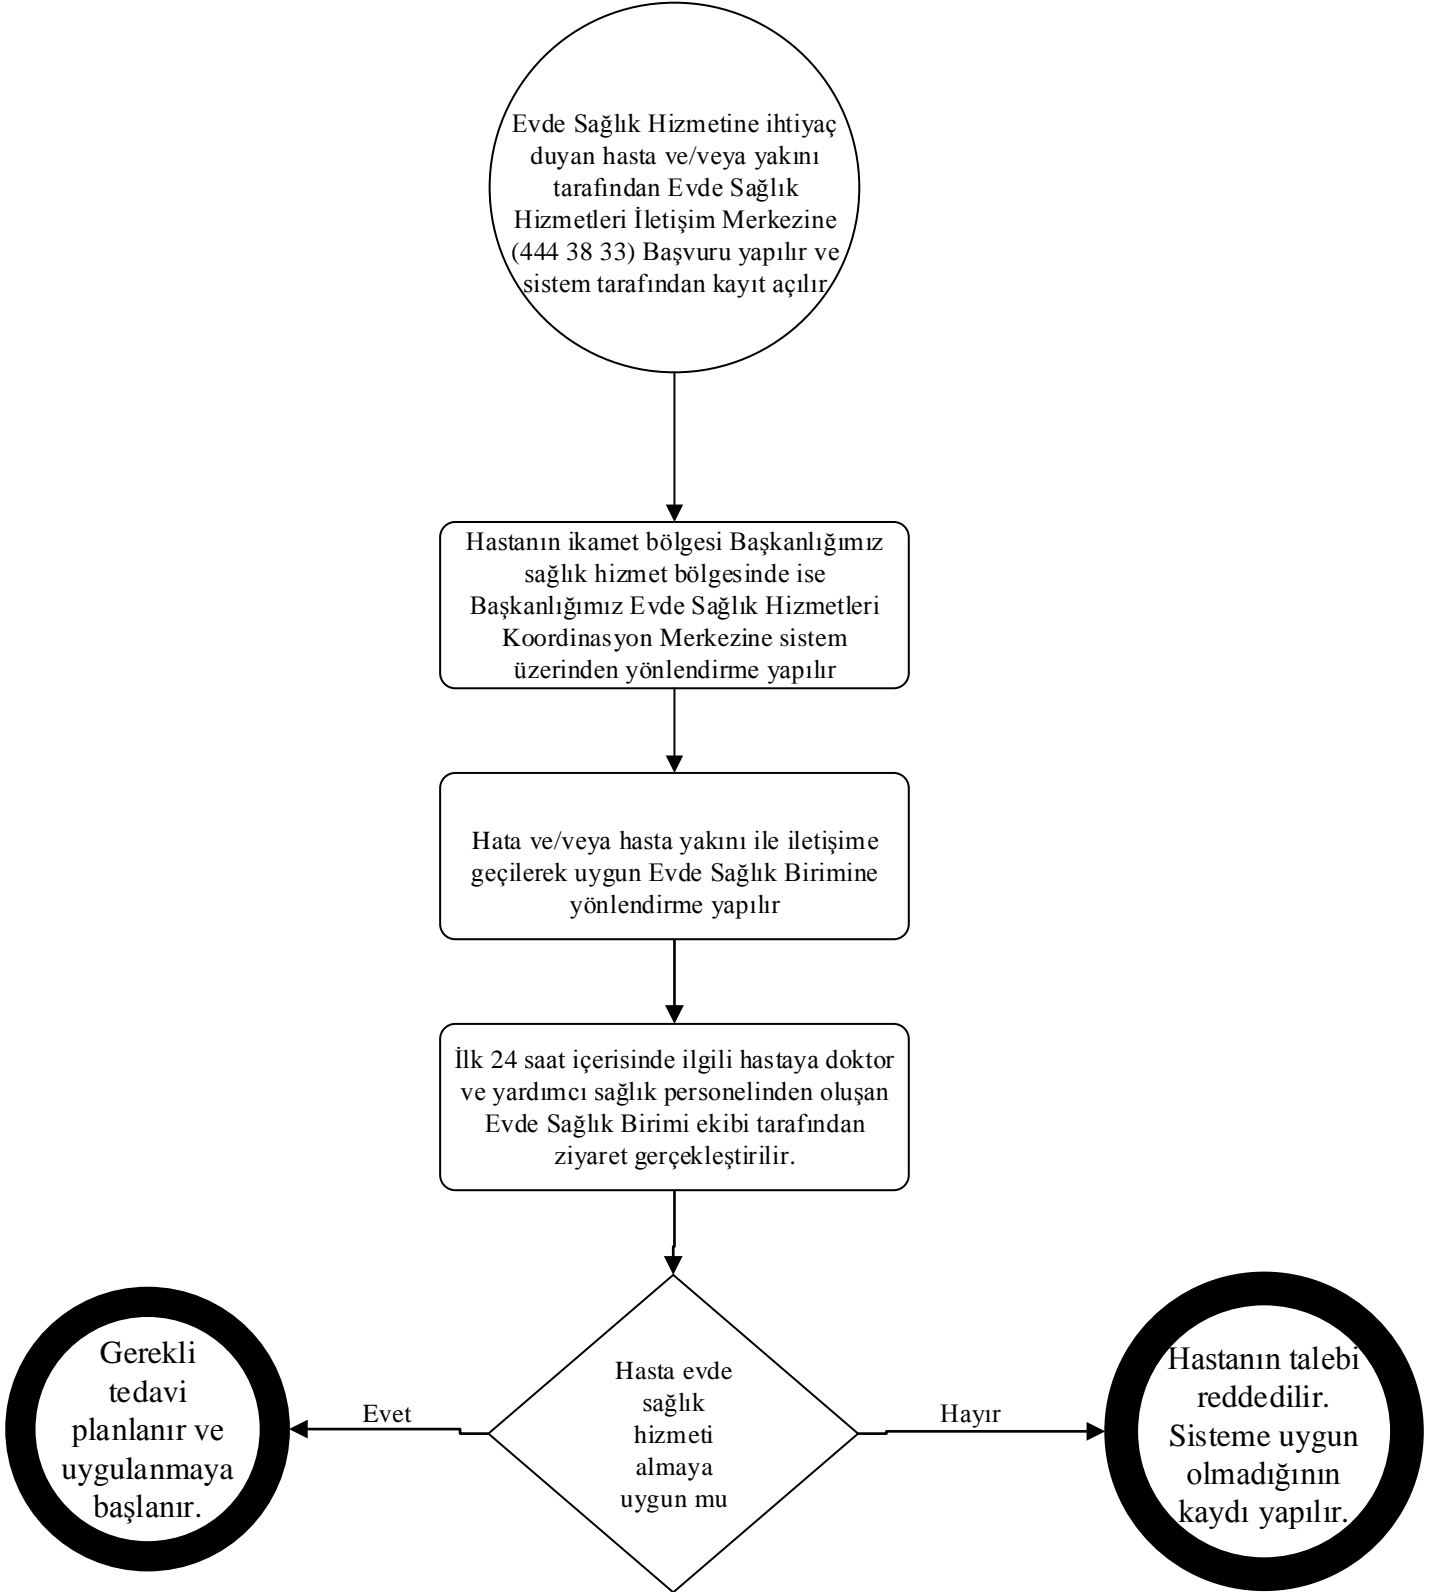 Evde Sağlık Hizmetine ihtiyaç
duyan hasta ve/veya yakını
tarafından Evde Sağlık
Hizmetleri İletişim Merkezine
(444 38 33) Başvuru yapılır ve
sistem tarafından kayıt açılır
Hastanın ikamet bölgesi Başkanlığımız
sağlık hizmet bölgesinde ise
Başkanlığımız Evde Sağlık Hizmetleri
Koordinasyon Merkezine sistem
üzerinden yönlendirme yapılır
Hata ve/veya hasta yakını ile iletişime
geçilerek uygun Evde Sağlık Birimine
yönlendirme yapılır
İlk 24 saat içerisinde ilgili hastaya doktor
ve yardımcı sağlık personelinden oluşan
Evde Sağlık Birimi ekibi tarafından
ziyaret gerçekleştirilir.
Hasta evde
sağlık
hizmeti
almaya
uygun mu
Evet
Gerekli
tedavi
planlanır ve
uygulanmaya
başlanır.
Hayır
Hastanın talebi
reddedilir.
Sisteme uygun
olmadığının
kaydı yapılır.